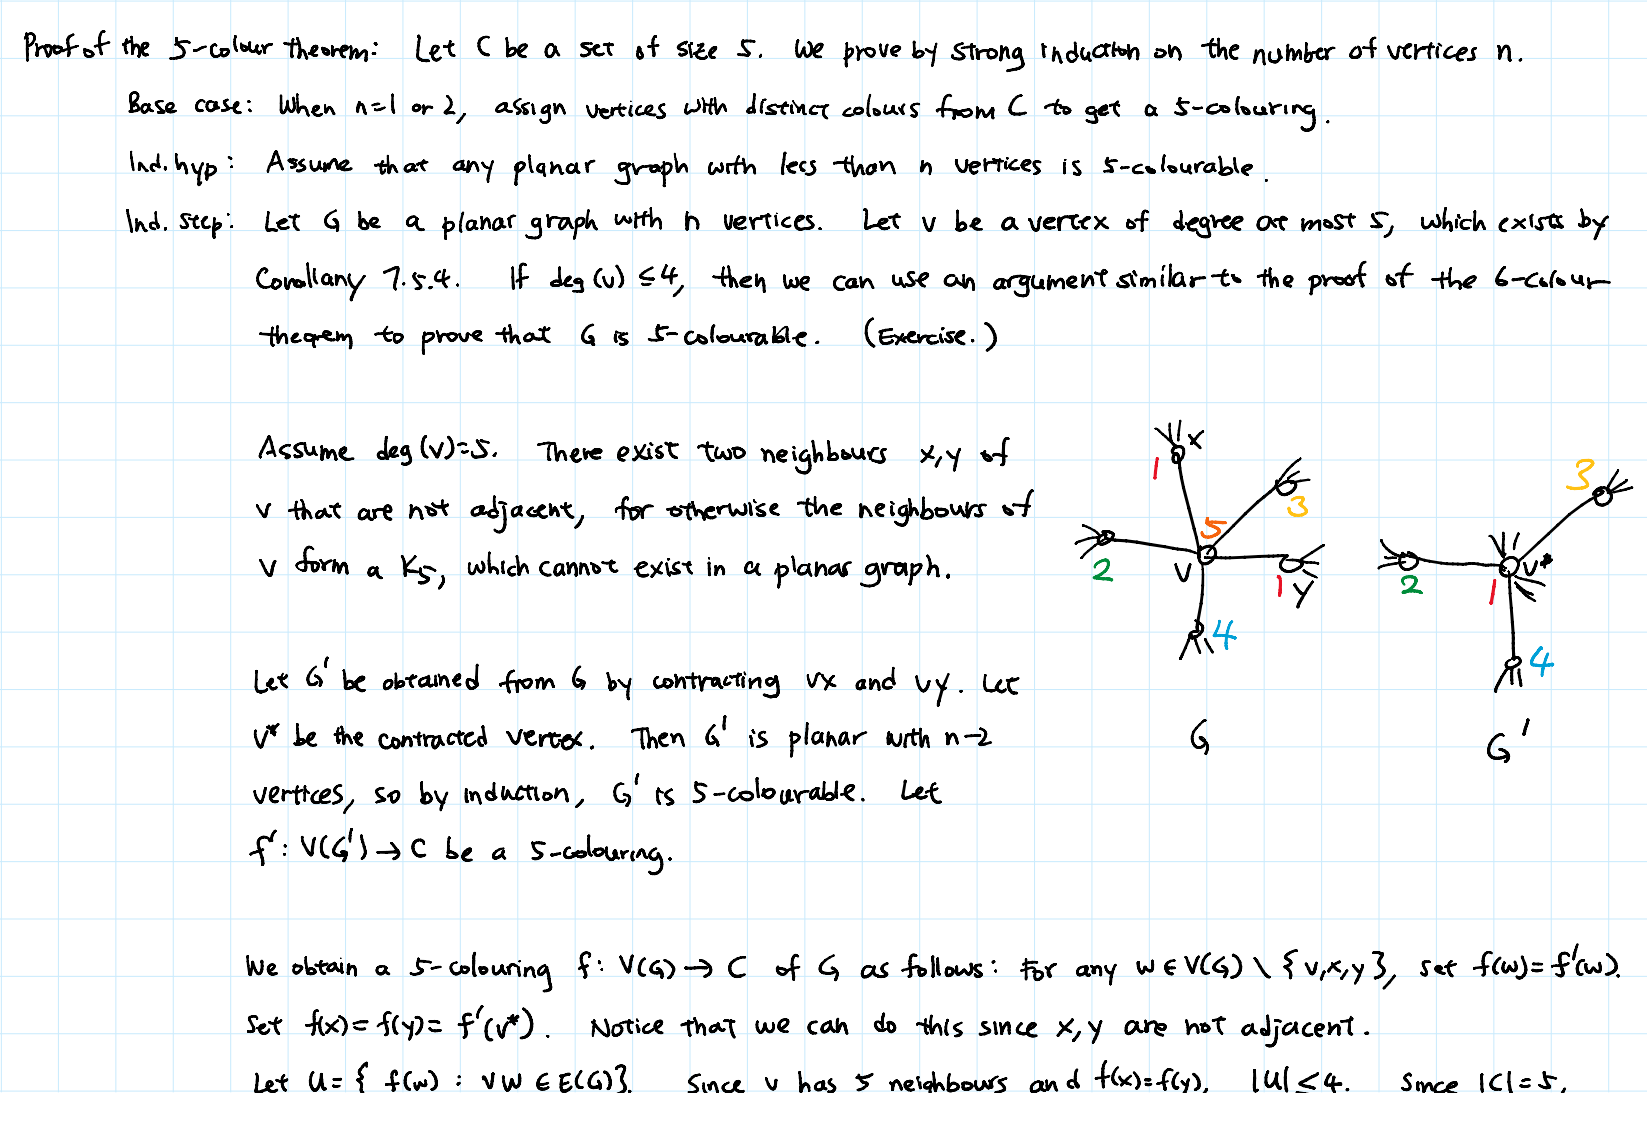 Proof of the 5-colour theorem: Let C be a set of size 5. We prove by strong induction on the number of vertices n.
Base case: When n=1 or 2, assign vertices with distinct colours from C to get a 5-colouring.
Ind. hyp: Assume that any planar graph with less than n vertices is 5-colourable.
Ind. Step: Let G be a planar graph with n vertices. Let v be a vertex of degree at most 5, which exists by
Corollary 7.5.4. If deg(v) ≤4, then we can use an argument similar to the proof of the 6-colour
theorem to prove that G is 5-colourable. (Exercise.)
Assume deg(v)=5. There exist two neighbours x,y of
v that are not adjacent, for otherwise the neighbours of
v form a K₅, which cannot exist in a planar graph.
x
1
3
5
2
v
1
y
4
G
3
2
v*
1
4
G'
Let G' be obtained from G by contracting vx and vy. Let
v* be the contracted vertex. Then G' is planar with n-2
vertices, so by induction, G' is 5-colourable. Let
f': V(G') → C be a 5-colouring.
We obtain a 5-colouring f: V(G) → C of G as follows: For any w ∈ V(G) \ {v,x,y}, set f(w)= f'(w).
Set f(x)= f(y)= f'(v*). Notice that we can do this since x,y are not adjacent.
Let U= { f(w) : vw ∈ E(G)}. Since v has 5 neighbours and f(x)=f(y), |U| ≤4. Since |C|=5,